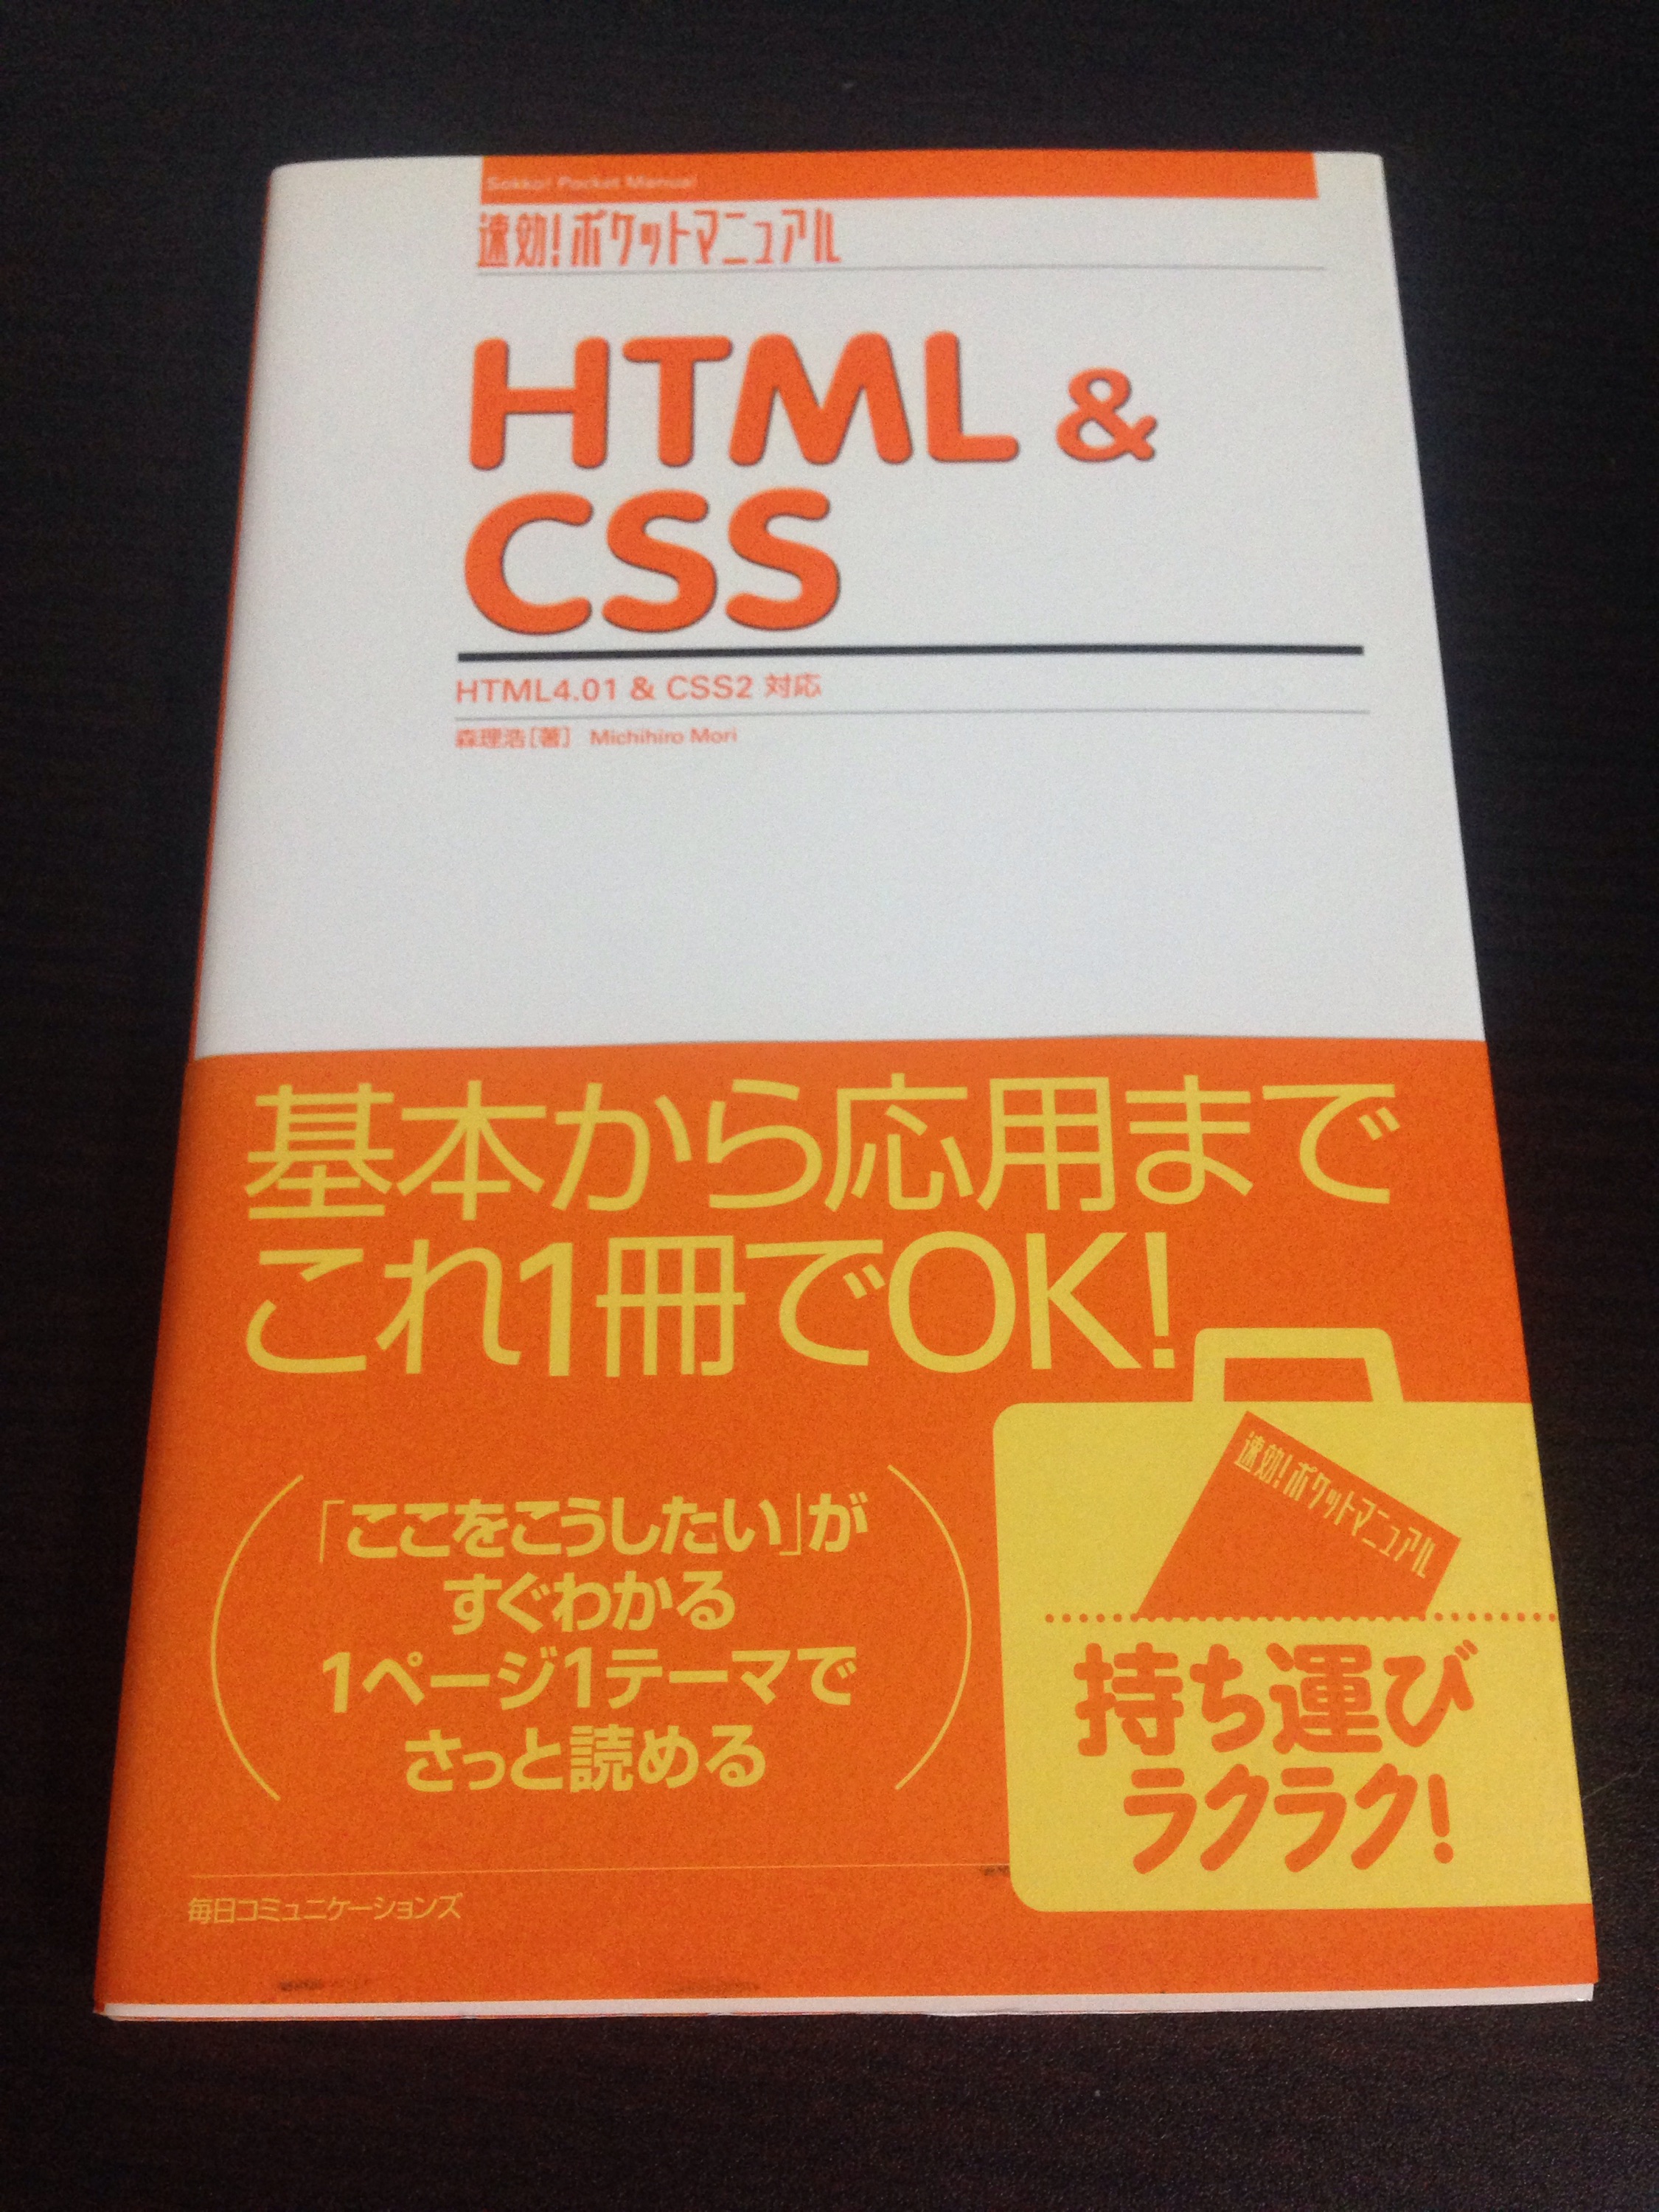 Sokko! Pocket Manual
速効!ポケットマニュアル
HTML &
CSS
HTML4.01 & CSS2 対応
森理浩[著] Michihiro Mori
基本から応用まで
これ1冊でOK!
「ここをこうしたい」が
すぐわかる
1ページ1テーマで
さっと読める
速効!ポケットマニュアル
持ち運び
ラクラク!
毎日コミュニケーションズ